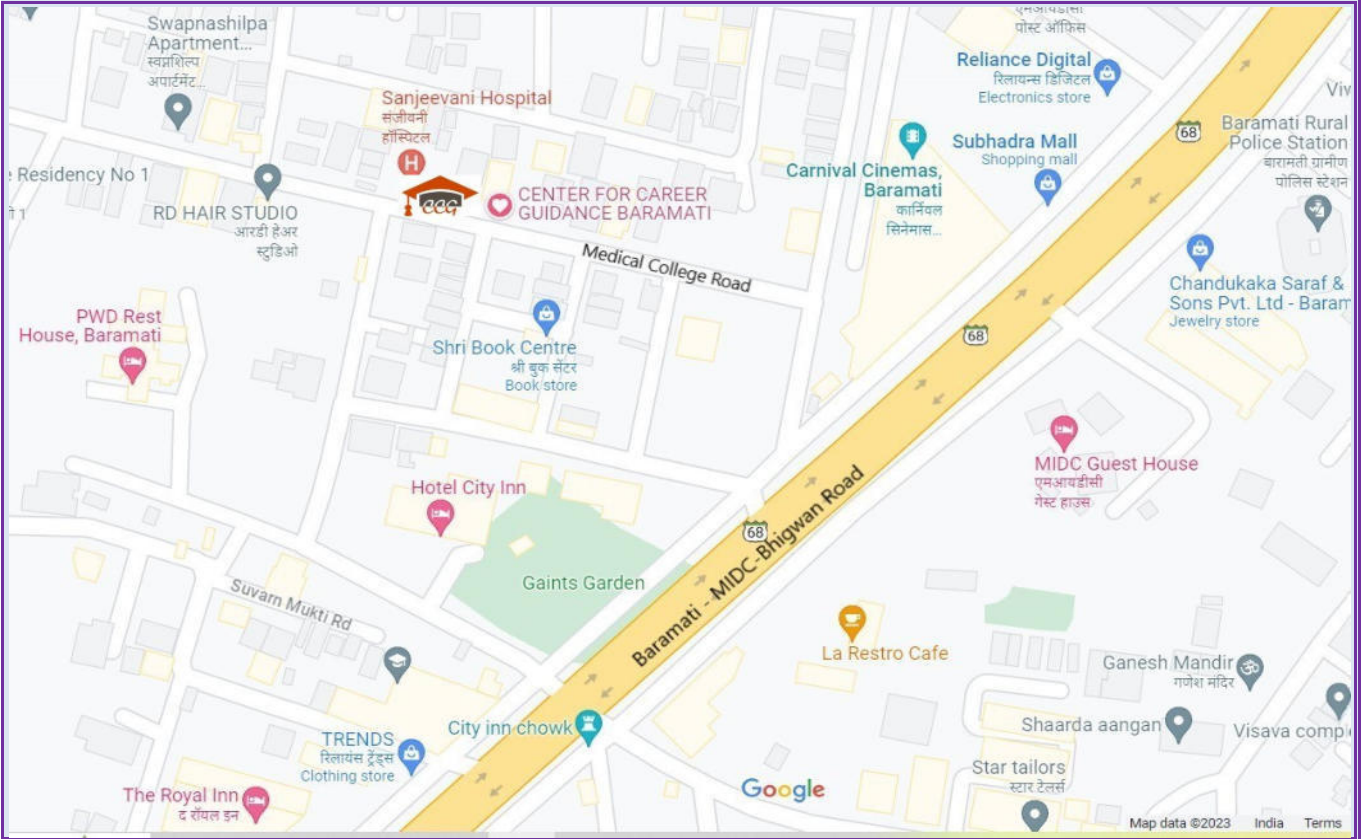 Swapnashilpa
Apartment...
स्वप्नशिल्प
अपार्टमेंट...
एमआयडीसी
पोस्ट ऑफिस
Reliance Digital
रिलायन्स डिजिटल
Electronics store
Sanjeevani Hospital
संजीवनी
हॉस्पिटल
H
68
Baramati Rural
Police Station
बारामती ग्रामीण
पोलिस स्टेशन
Subhadra Mall
Shopping mall
Carnival Cinemas,
Baramati
कार्निवल
सिनेमास...
Residency No 1
CCG
CENTER FOR CAREER
GUIDANCE BARAMATI
RD HAIR STUDIO
आरडी हेअर
स्टुडिओ
Medical College Road
Chandukaka Saraf &
Sons Pvt. Ltd - Baram
Jewelry store
PWD Rest
House, Baramati
Shri Book Centre
श्री बुक सेंटर
Book store
68
MIDC Guest House
एमआयडीसी
गेस्ट हाउस
Hotel City Inn
68
Baramati - MIDC-Bhigwan Road
Gaints Garden
Suvarn Mukti Rd
La Restro Cafe
Ganesh Mandir
गणेश मंदिर
Shaarda aangan
Visava compl
City inn chowk
TRENDS
रिलायंस ट्रेंड्स
Clothing store
Star tailors
स्टार टेलर्स
The Royal Inn
द रॉयल इन
Google
Map data ©2023 India Terms